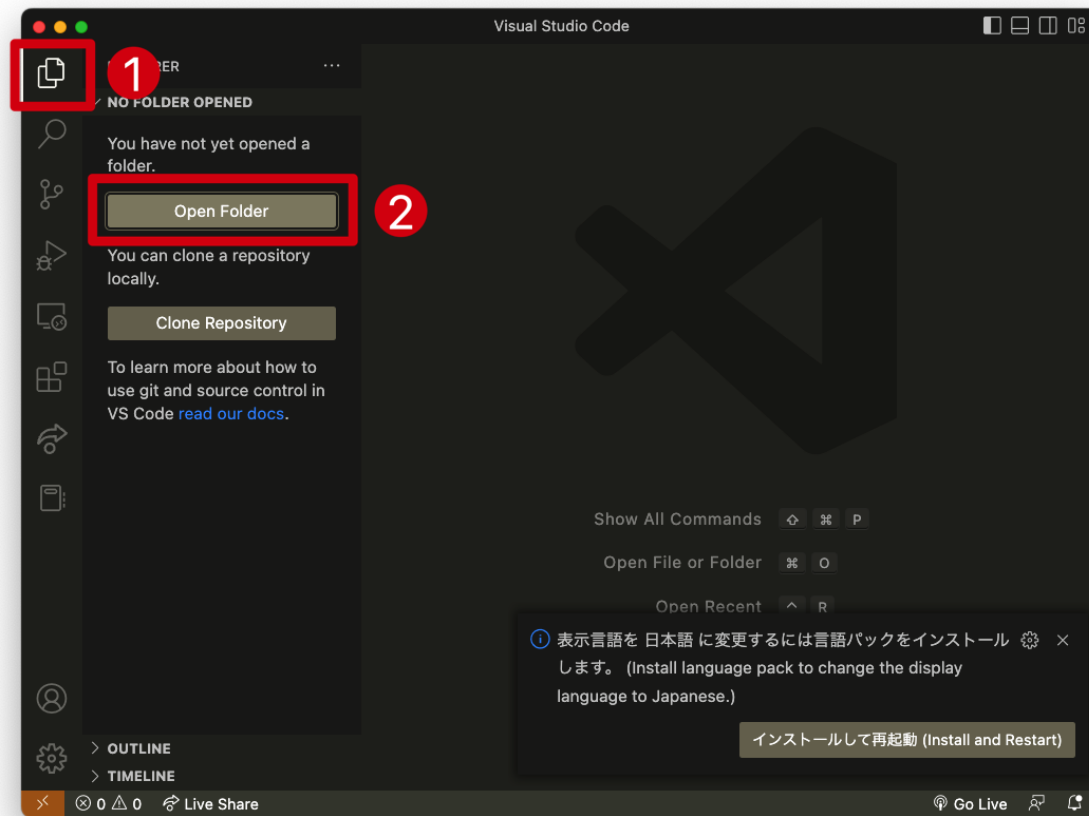 Visual Studio Code
1
RER
NO FOLDER OPENED
You have not yet opened a
folder.
Open Folder
2
You can clone a repository
locally.
Clone Repository
To learn more about how to
use git and source control in
VS Code read our docs.
Show All Commands ⇧ ⌘ P
Open File or Folder ⌘ O
Open Recent ^ R
表示言語を 日本語 に変更するには言語パックをインストール
します。 (Install language pack to change the display
language to Japanese.)
インストールして再起動 (Install and Restart)
OUTLINE
TIMELINE
0 0 Live Share
Go Live